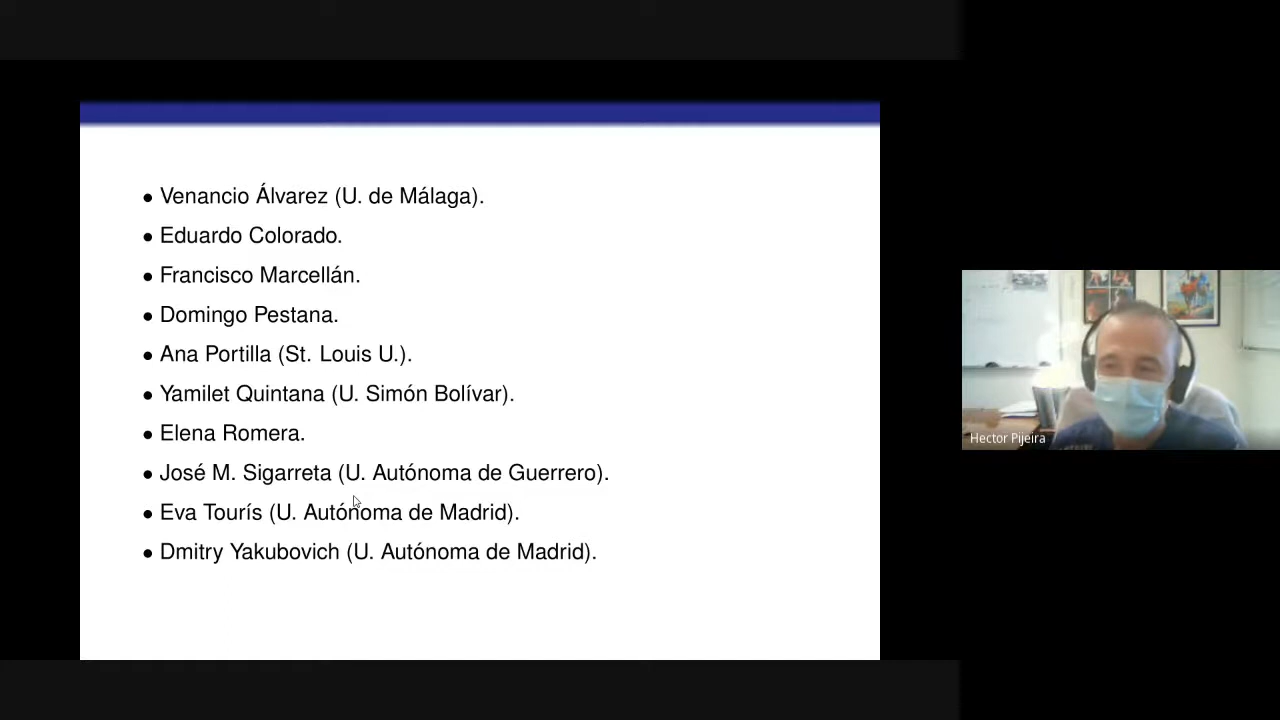 • Venancio Álvarez (U. de Málaga).
• Eduardo Colorado.
• Francisco Marcellán.
• Domingo Pestana.
• Ana Portilla (St. Louis U.).
• Yamilet Quintana (U. Simón Bolívar).
• Elena Romera.
• José M. Sigarreta (U. Autónoma de Guerrero).
• Eva Tourís (U. Autónoma de Madrid).
• Dmitry Yakubovich (U. Autónoma de Madrid).
Hector Pijeira